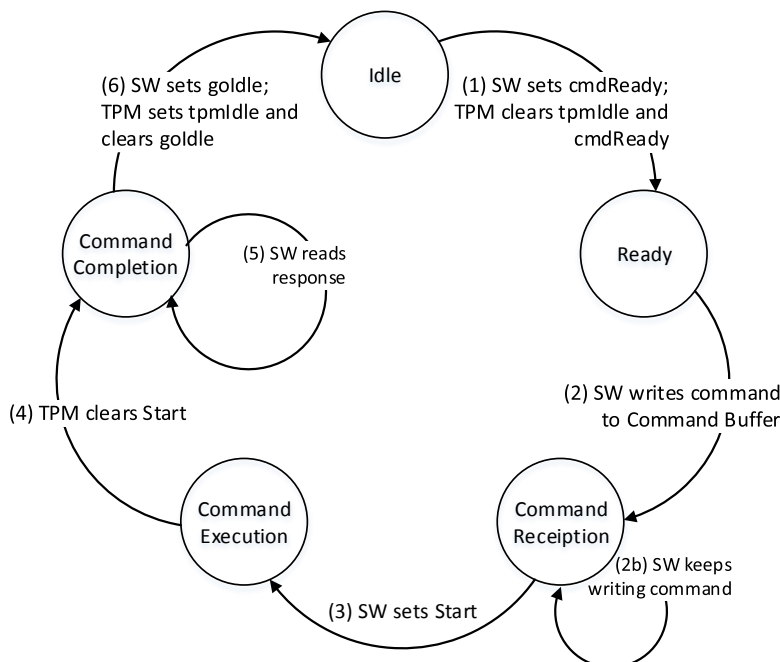 Idle
(1) SW sets cmdReady;
TPM clears tpmIdle and
cmdReady
Ready
(2) SW writes command
to Command Buffer
Command
Receiption
(2b) SW keeps
writing command
(3) SW sets Start
Command
Execution
(4) TPM clears Start
Command
Completion
(5) SW reads
response
(6) SW sets goIdle;
TPM sets tpmIdle and
clears goIdle